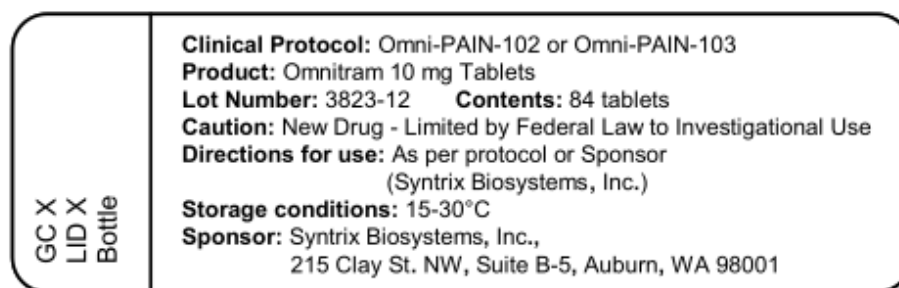 Clinical Protocol: Omni-PAIN-102 or Omni-PAIN-103
Product: Omnitram 10 mg Tablets
Lot Number: 3823-12 Contents: 84 tablets
Caution: New Drug - Limited by Federal Law to Investigational Use
Directions for use: As per protocol or Sponsor
(Syntrix Biosystems, Inc.)
Storage conditions: 15-30°C
Sponsor: Syntrix Biosystems, Inc.,
215 Clay St. NW, Suite B-5, Auburn, WA 98001
GC X
LID X
Bottle